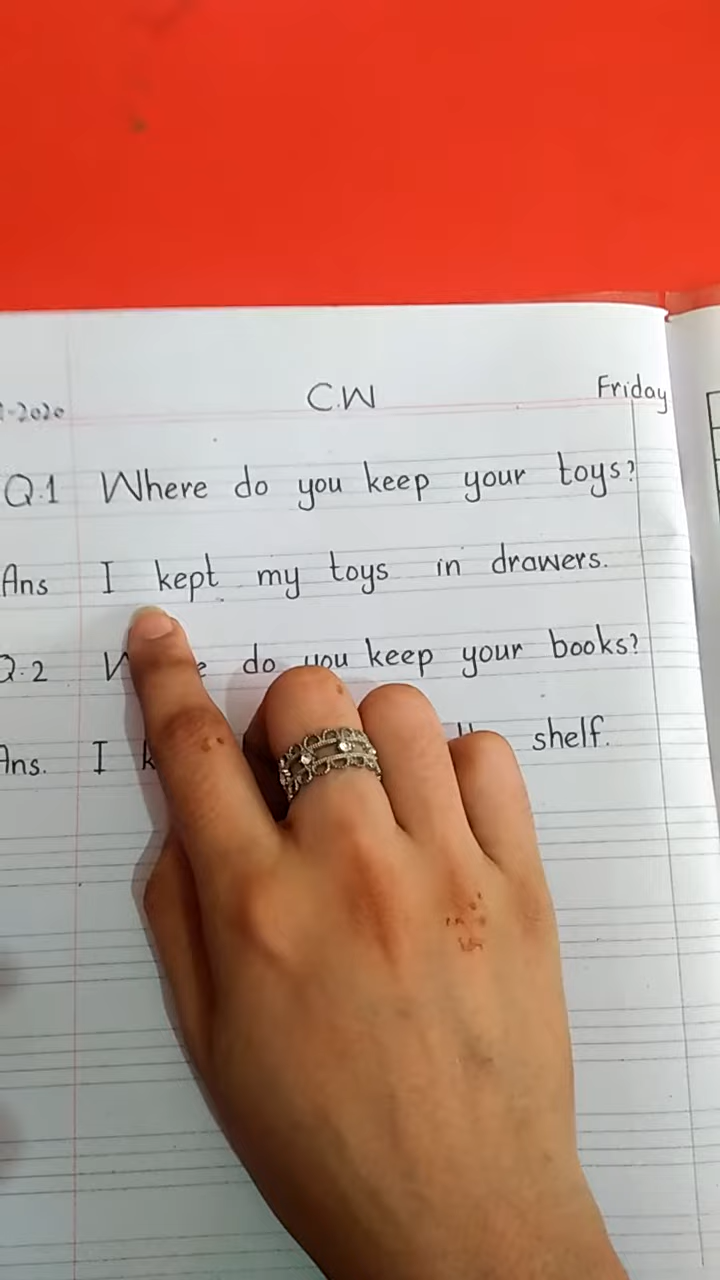 -2020 C.W Friday
Q.1 Where do you keep your toys?
Ans I kept my toys in drawers.
Q.2 do you keep your books?
Ans. I shelf.